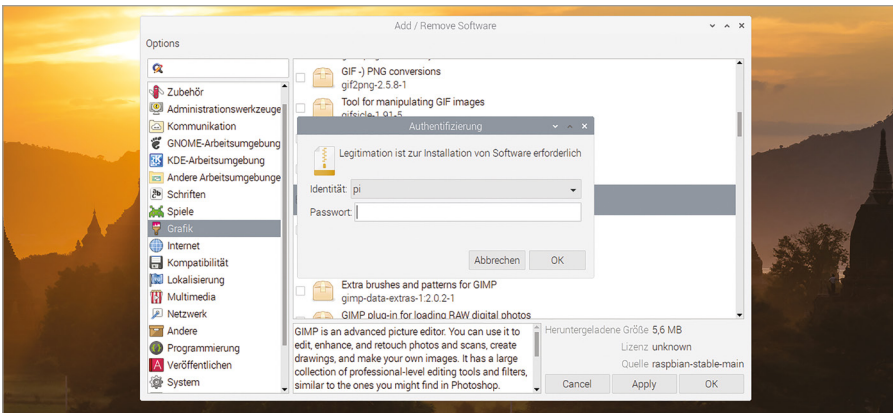 Add / Remove Software
Options
Zubehör
Administrationswerkzeuge
Kommunikation
GNOME-Arbeitsumgebung
KDE-Arbeitsumgebung
Andere Arbeitsumgebunge
Schriften
Spiele
Grafik
Internet
Kompatibilität
Lokalisierung
Multimedia
Netzwerk
Andere
Programmierung
Veröffentlichen
System
GIF -) PNG conversions
gif2png-2.5.8-1
Tool for manipulating GIF images
gifsicle-1.91-5
Authentifizierung
Legitimation ist zur Installation von Software erforderlich
Identität: pi
Passwort:
Abbrechen OK
Extra brushes and patterns for GIMP
gimp-data-extras-1:2.0.2-1
GIMP plug-in for loading RAW digital photos
GIMP is an advanced picture editor. You can use it to
edit, enhance, and retouch photos and scans, create
drawings, and make your own images. It has a large
collection of professional-level editing tools and filters,
similar to the ones you might find in Photoshop.
Heruntergeladene Größe 5,6 MB
Lizenz unknown
Quelle raspbian-stable-main
Cancel Apply OK